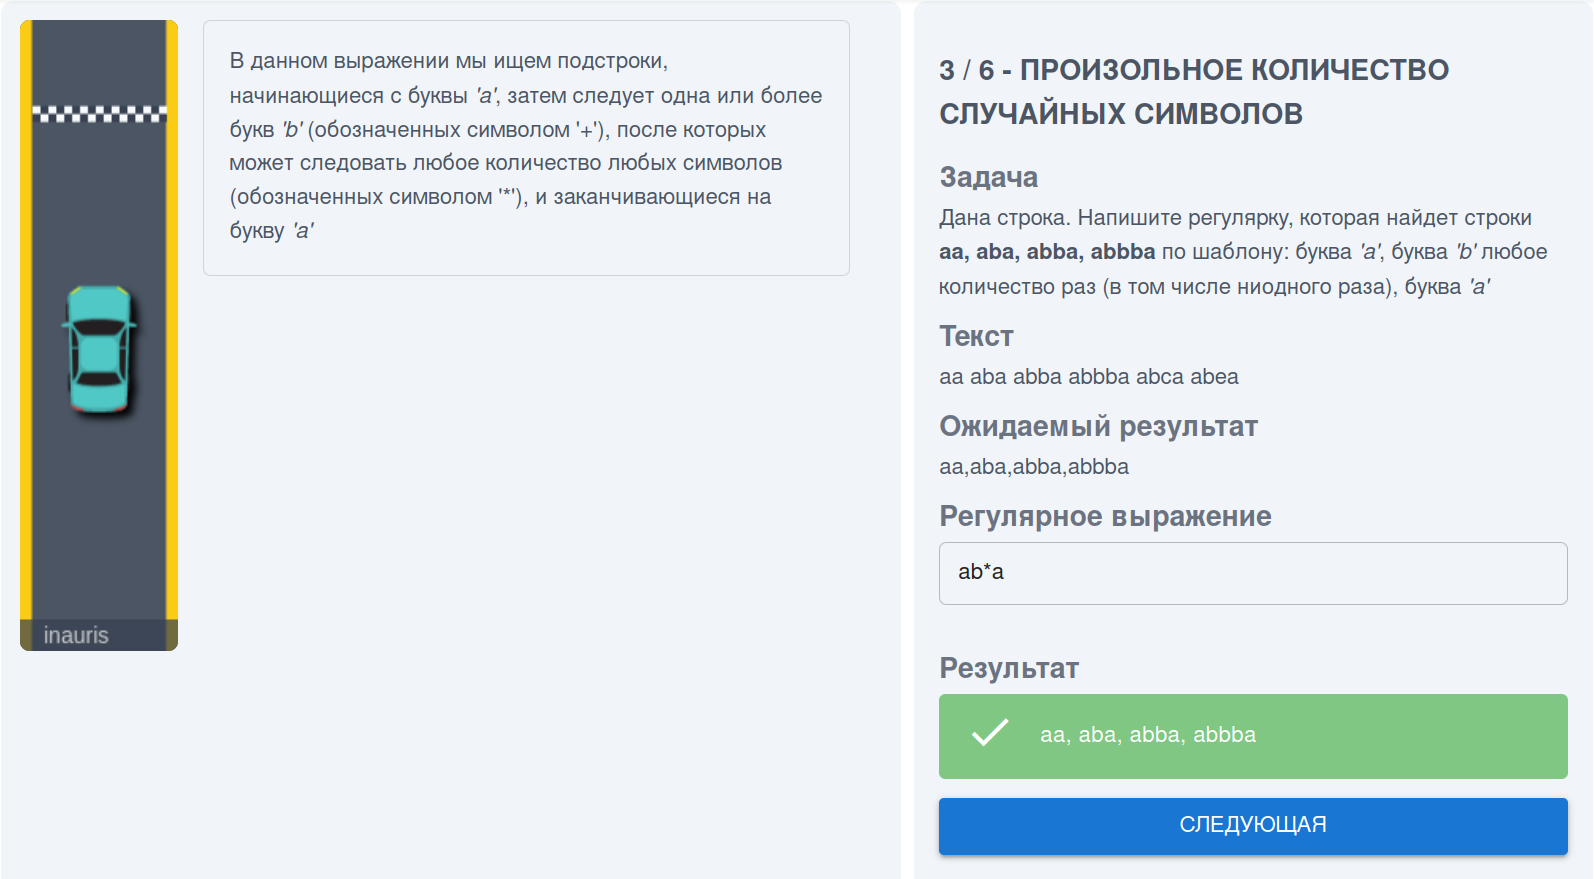 В данном выражении мы ищем подстроки,
начинающиеся с буквы 'a', затем следует одна или более
букв 'b' (обозначенных символом '+'), после которых
может следовать любое количество любых символов
(обозначенных символом '*'), и заканчивающиеся на
букву 'a'
inauris
3 / 6 - ПРОИЗОЛЬНОЕ КОЛИЧЕСТВО
СЛУЧАЙНЫХ СИМВОЛОВ
Задача
Дана строка. Напишите регулярку, которая найдет строки
aa, aba, abba, abbba по шаблону: буква 'a', буква 'b' любое
количество раз (в том числе ниодного раза), буква 'a'
Текст
aa aba abba abbba abca abea
Ожидаемый результат
aa,aba,abba,abbba
Регулярное выражение
ab*a
Результат
aa, aba, abba, abbba
СЛЕДУЮЩАЯ